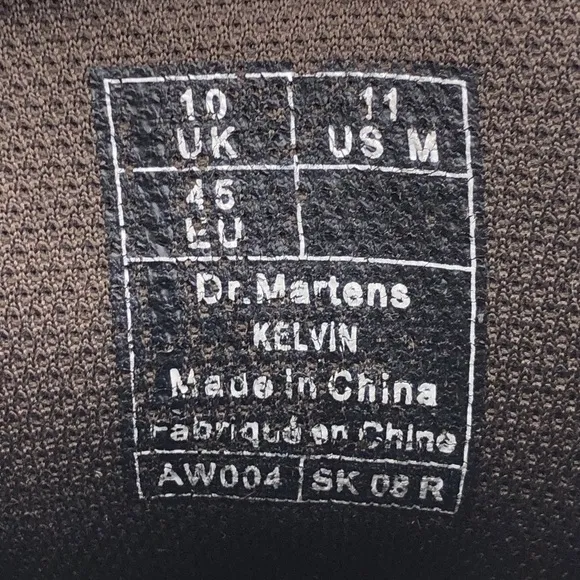 10 11
UK US M
45
EU
Dr.Martens
KELVIN
Made in China
Fabriqué en Chine
AW004 SK 08 R